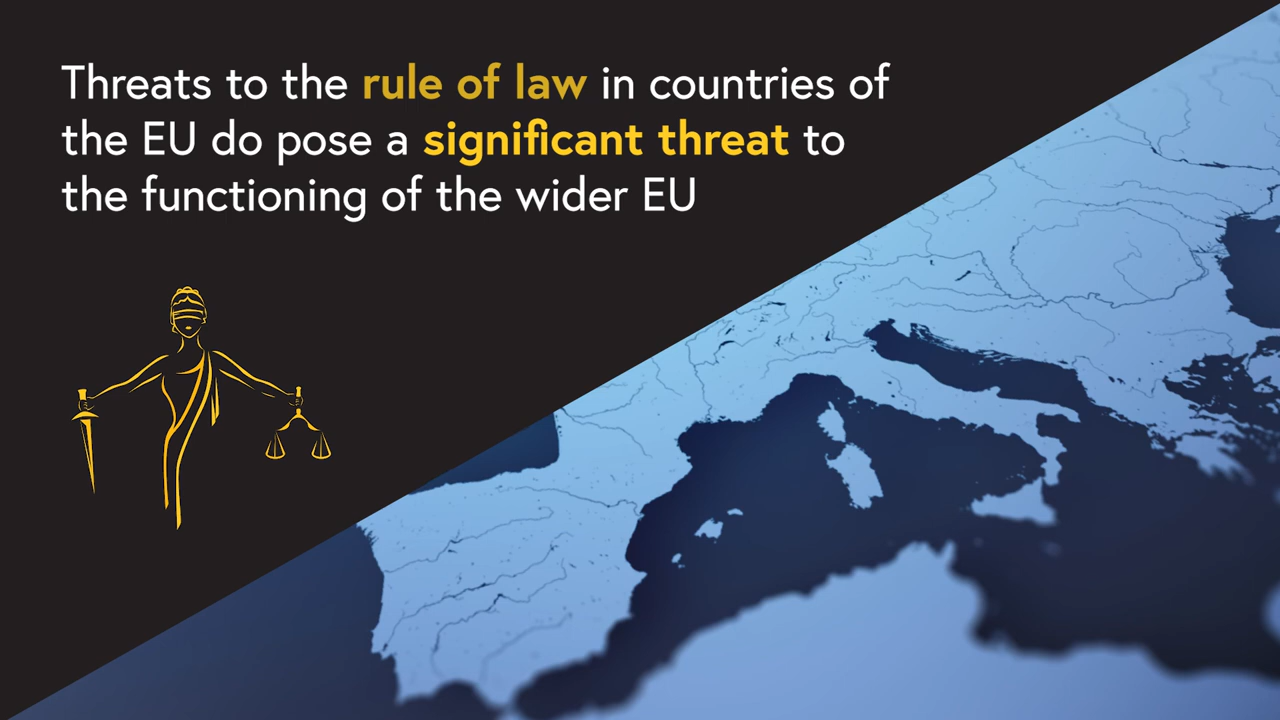 Threats to the rule of law in countries of
the EU do pose a significant threat to
the functioning of the wider EU